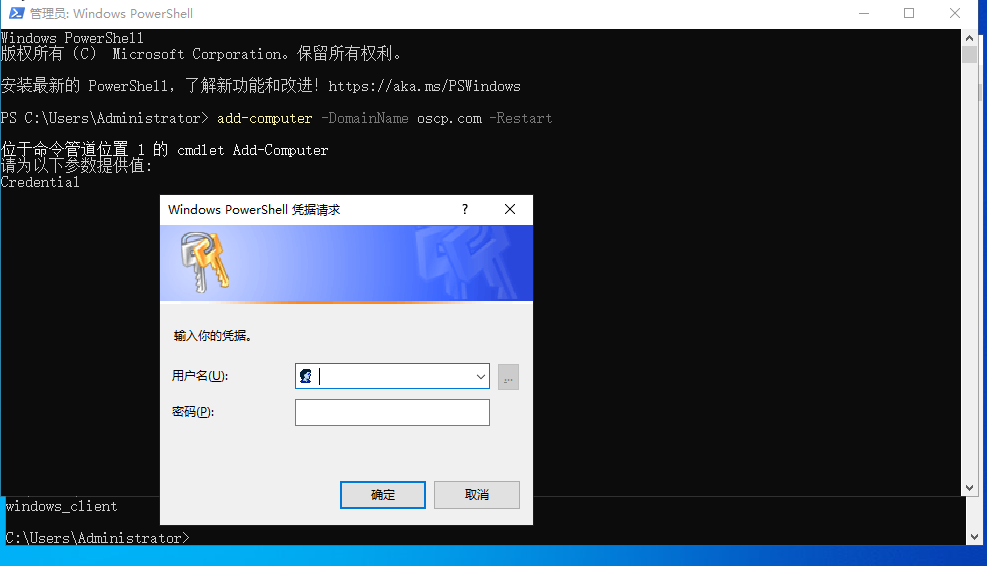 管理员: Windows PowerShell
Windows PowerShell
版权所有 (C) Microsoft Corporation。保留所有权利。
安装最新的 PowerShell，了解新功能和改进！https://aka.ms/PSWindows
PS C:\Users\Administrator> add-computer -DomainName oscp.com -Restart
位于命令管道位置 1 的 cmdlet Add-Computer
请为以下参数提供值:
Credential
Windows PowerShell 凭据请求
?
输入你的凭据。
用户名(U):
...
密码(P):
确定
取消
windows_client
C:\Users\Administrator>